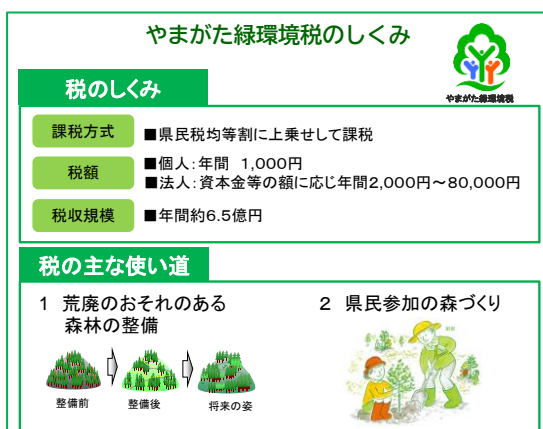 やまがた緑環境税のしくみ
やまがた緑環境税
税のしくみ
課税方式
■県民税均等割に上乗せして課税
税額
■個人:年間 1,000円
■法人:資本金等の額に応じ年間2,000円～80,000円
税収規模
■年間約6.5億円
税の主な使い道
1 荒廃のおそれのある
森林の整備
整備前
整備後
将来の姿
2 県民参加の森づくり